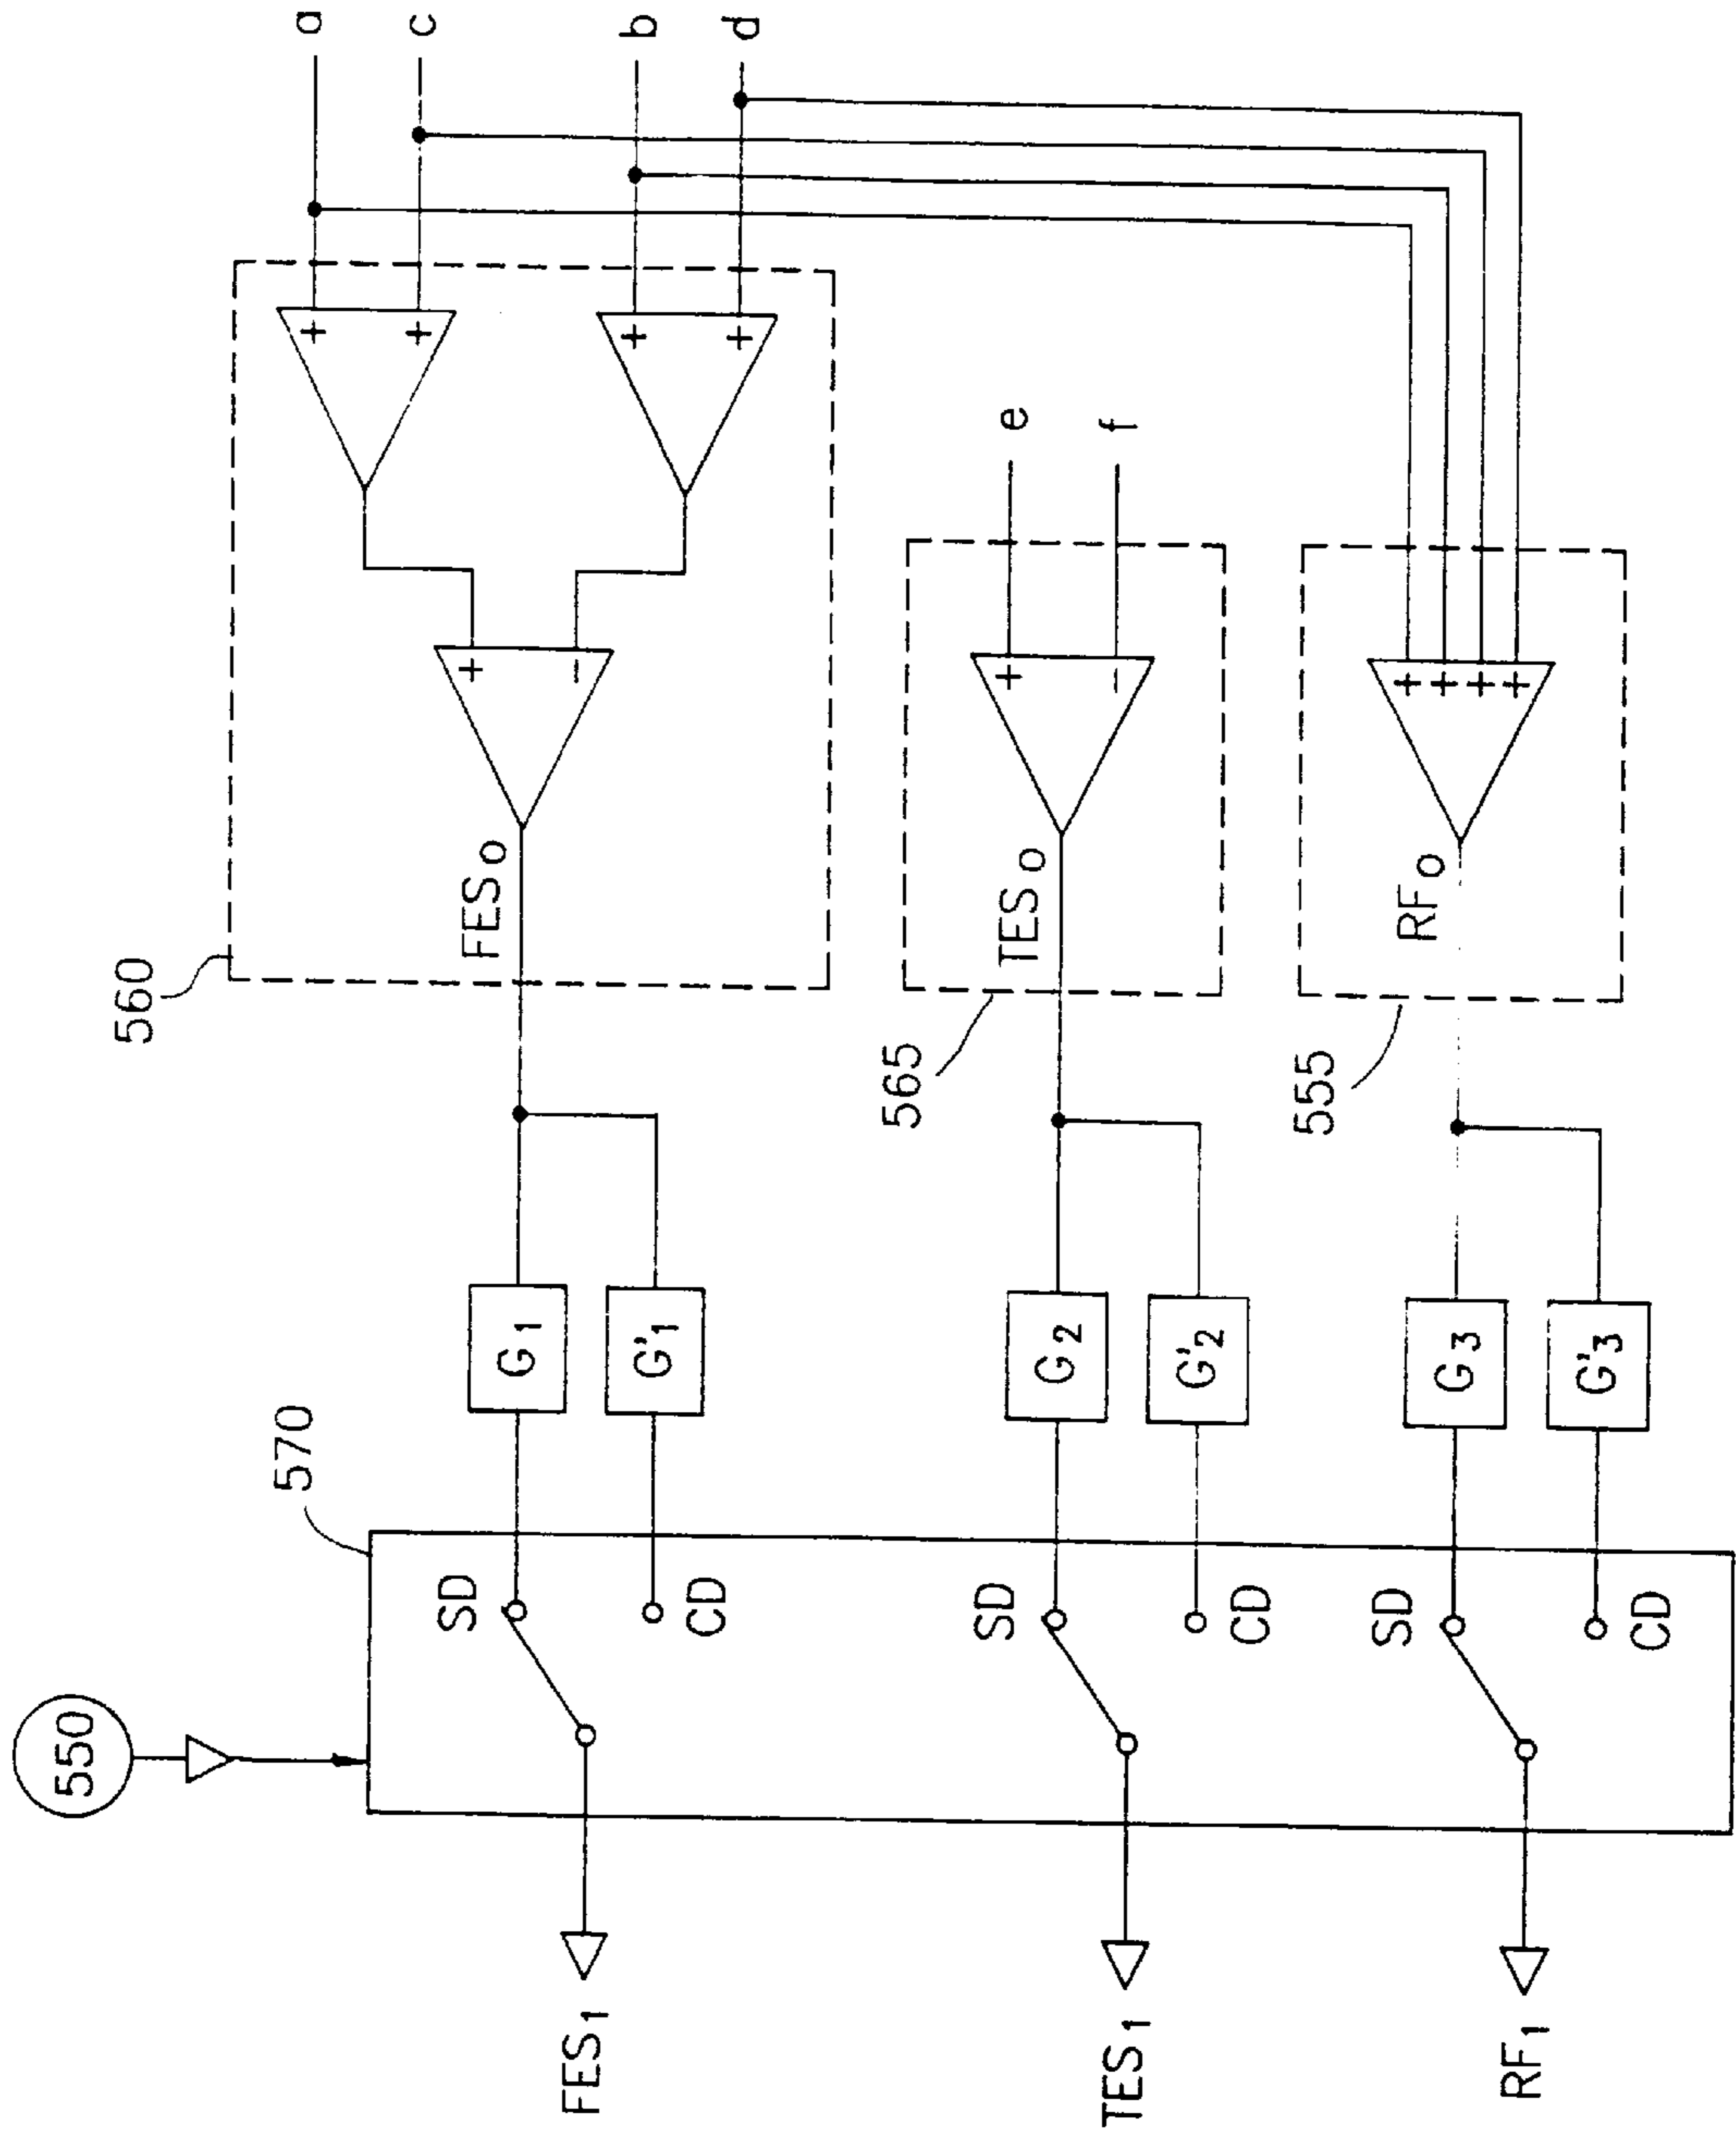 a
c
b
d
+
+
+
+
+
−
FES0
560
e
f
+
−
TES0
565
+
+
+
+
RF0
555
G1
G'1
G2
G'2
G3
G'3
570
SD
CD
SD
CD
SD
CD
550
FES1
TES1
RF1